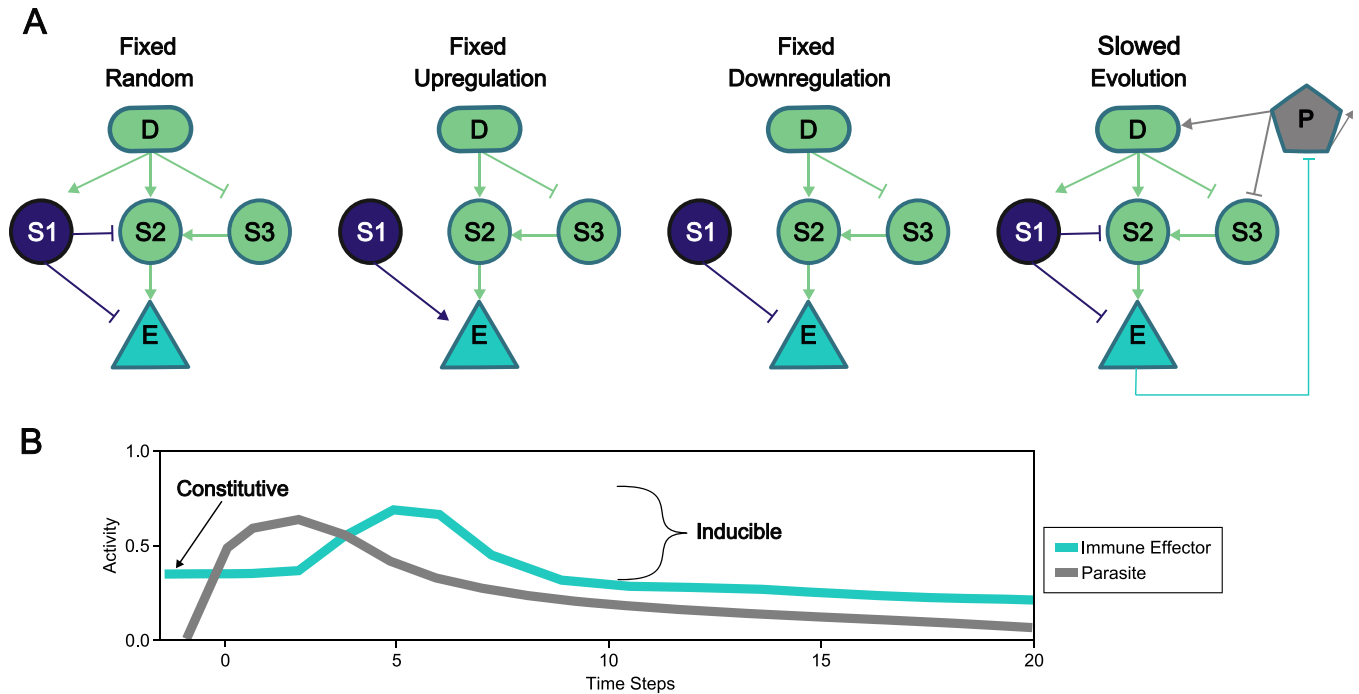 A
Fixed
Random
Fixed
Upregulation
Fixed
Downregulation
Slowed
Evolution
D
D
D
D
P
S1
S2
S3
S1
S2
S3
S1
S2
S3
S1
S2
S3
E
E
E
E
B
1.0
0.5
0.0
Activity
Constitutive
Inducible
Immune Effector
Parasite
0
5
10
15
20
Time Steps